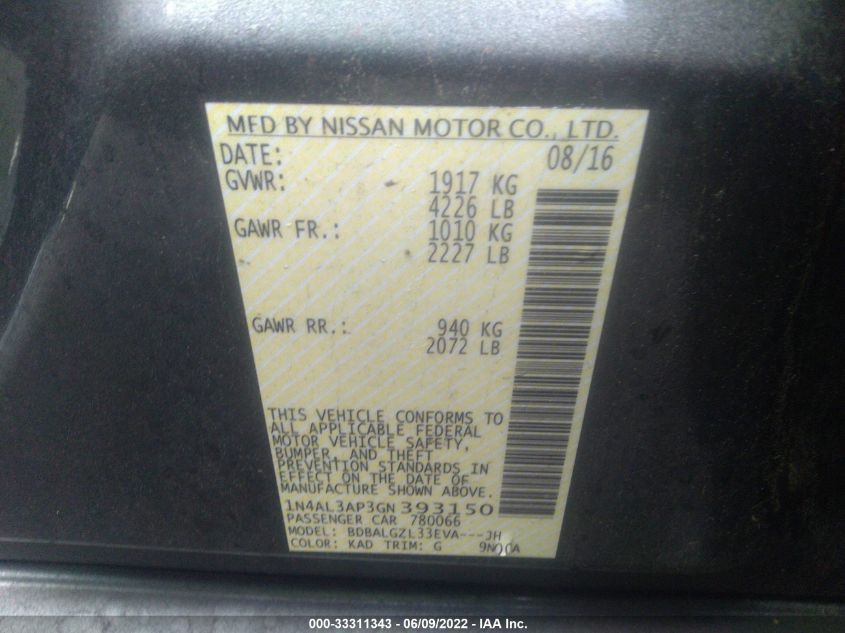 MFD BY NISSAN MOTOR CO., LTD.
DATE: 08/16
GVWR: 1917 KG
4226 LB
GAWR FR.: 1010 KG
2227 LB
GAWR RR.: 940 KG
2072 LB
THIS VEHICLE CONFORMS TO
ALL APPLICABLE FEDERAL
MOTOR VEHICLE SAFETY,
BUMPER, AND THEFT
PREVENTION STANDARDS IN
EFFECT ON THE DATE OF
MANUFACTURE SHOWN ABOVE.
1N4AL3AP3GN393150
PASSENGER CAR 780066
MODEL: BDBALGZL33EVA---JH
COLOR: KAD TRIM: G
000-33311343 - 06/09/2022 - IAA Inc.